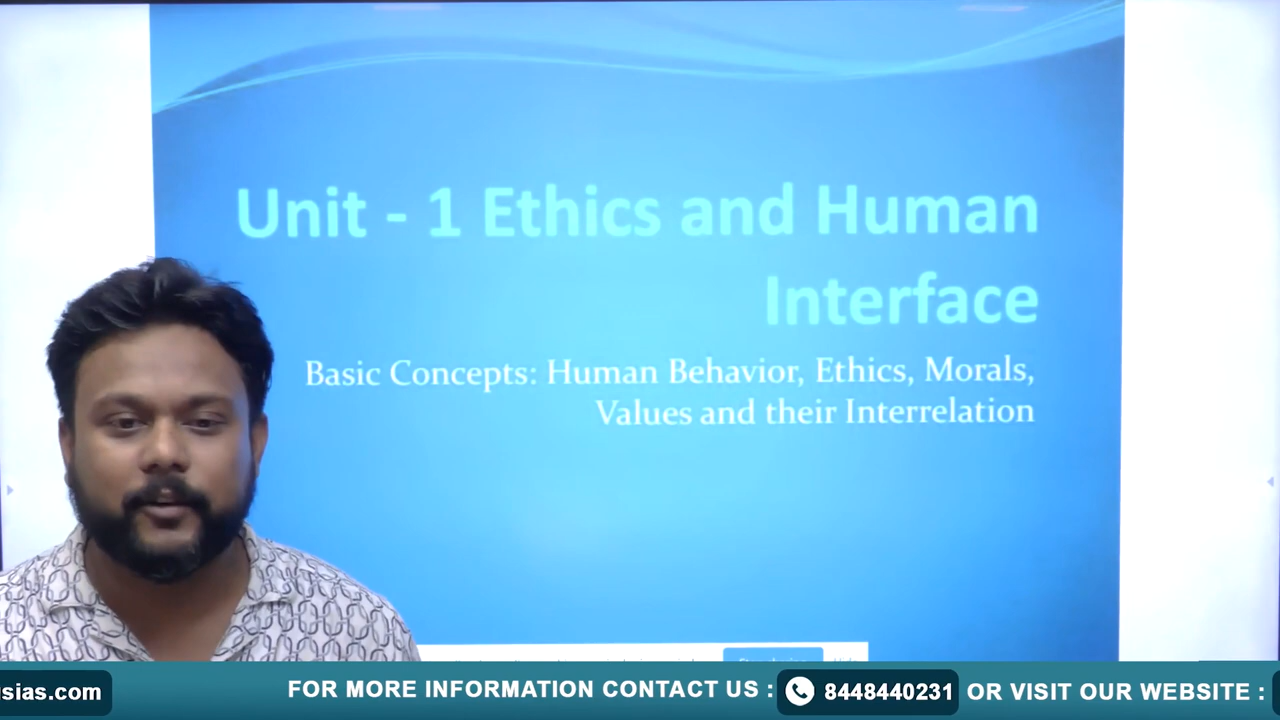 Unit - 1 Ethics and Human
Interface
Basic Concepts: Human Behavior, Ethics, Morals,
Values and their Interrelation
sias.com
FOR MORE INFORMATION CONTACT US :
8448440231
OR VISIT OUR WEBSITE :